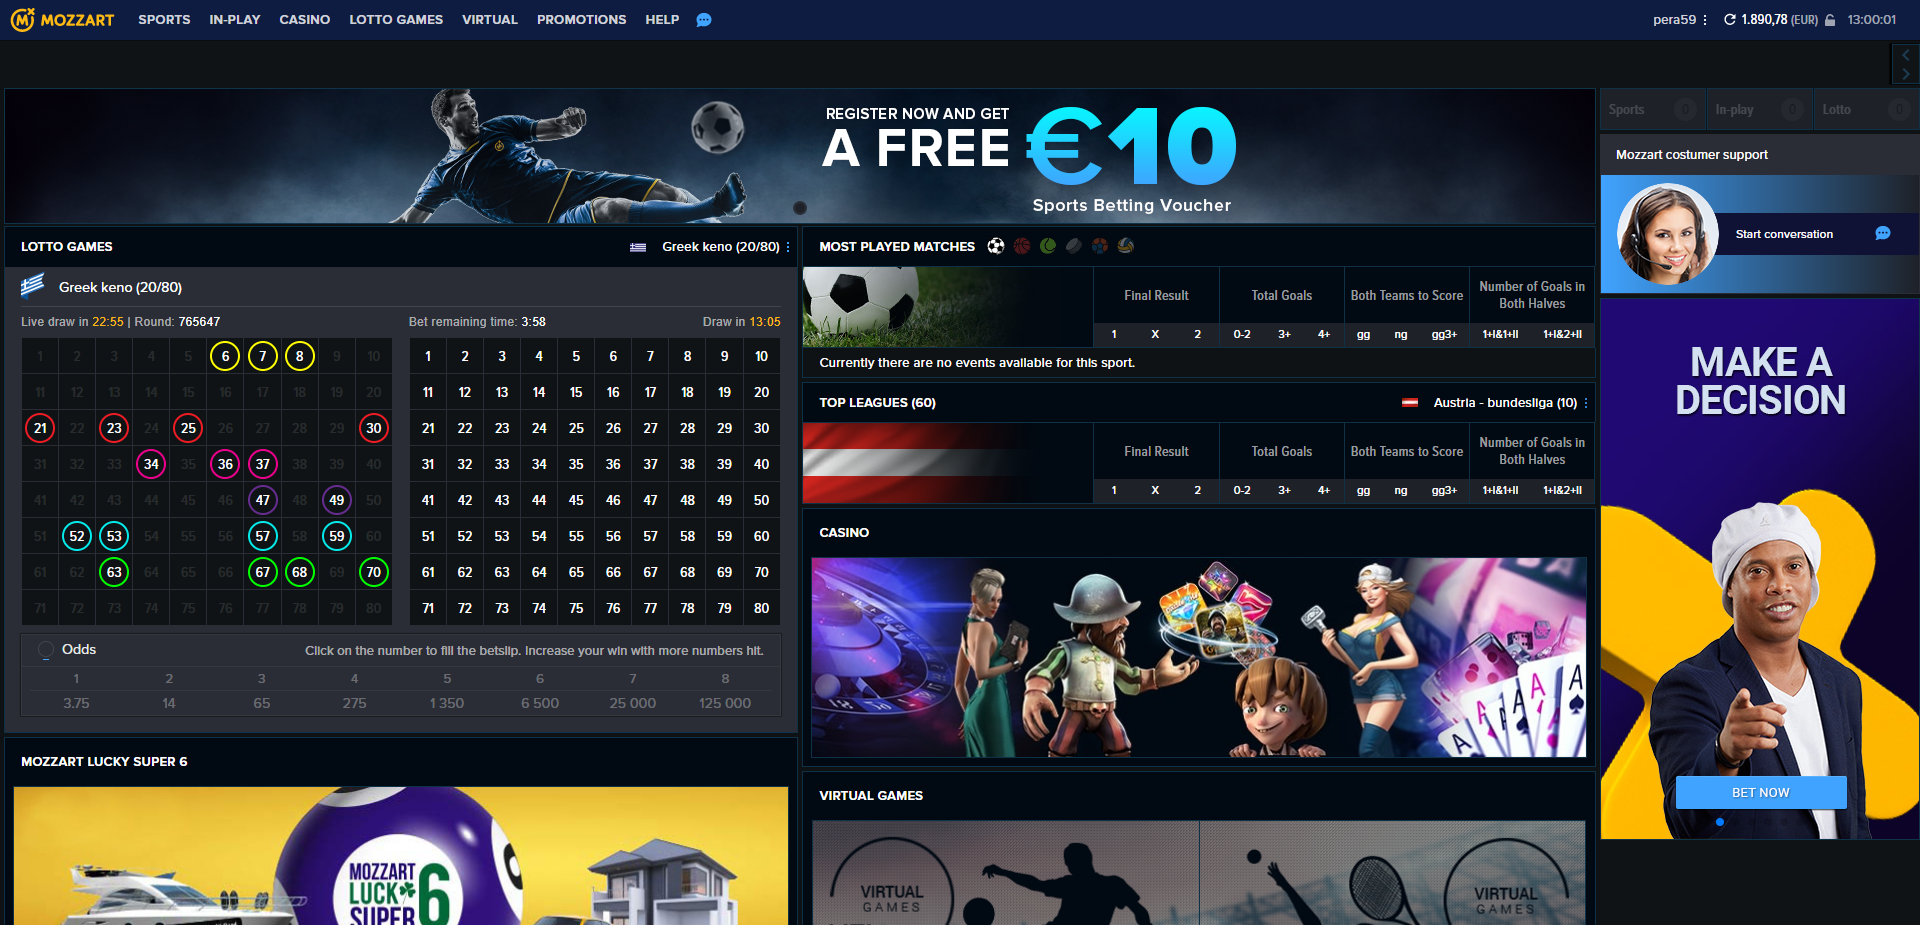 MOZZART SPORTS IN-PLAY CASINO LOTTO GAMES VIRTUAL PROMOTIONS HELP pera59 1.890,78 (EUR) 13:00:01
REGISTER NOW AND GET
A FREE €10
Sports Betting Voucher
Sports 0 In-play 0 Lotto 0
Mozzart costumer support
Start conversation
LOTTO GAMES Greek keno (20/80)
Greek keno (20/80)
Live draw in 22:55 | Round: 765647
1 2 3 4 5 6 7 8 9 10
11 12 13 14 15 16 17 18 19 20
21 22 23 24 25 26 27 28 29 30
31 32 33 34 35 36 37 38 39 40
41 42 43 44 45 46 47 48 49 50
51 52 53 54 55 56 57 58 59 60
61 62 63 64 65 66 67 68 69 70
71 72 73 74 75 76 77 78 79 80
Bet remaining time: 3:58 Draw in 13:05
1 2 3 4 5 6 7 8 9 10
11 12 13 14 15 16 17 18 19 20
21 22 23 24 25 26 27 28 29 30
31 32 33 34 35 36 37 38 39 40
41 42 43 44 45 46 47 48 49 50
51 52 53 54 55 56 57 58 59 60
61 62 63 64 65 66 67 68 69 70
71 72 73 74 75 76 77 78 79 80
Odds Click on the number to fill the betslip. Increase your win with more numbers hit.
1 2 3 4 5 6 7 8
3.75 14 65 275 1 350 6 500 25 000 125 000
MOZZART LUCKY SUPER 6
MOZZART
LUCK
SUPER
6
MOST PLAYED MATCHES
Final Result Total Goals Both Teams to Score Number of Goals in
Both Halves
1 X 2 0-2 3+ 4+ gg ng gg3+ 1+I&1+II 1+I&2+II
Currently there are no events available for this sport.
TOP LEAGUES (60) Austria - bundesliga (10)
Final Result Total Goals Both Teams to Score Number of Goals in
Both Halves
1 X 2 0-2 3+ 4+ gg ng gg3+ 1+I&1+II 1+I&2+II
CASINO
A A A A
VIRTUAL GAMES
VIRTUAL
GAMES
VIRTUAL
GAMES
MAKE A
DECISION
BET NOW